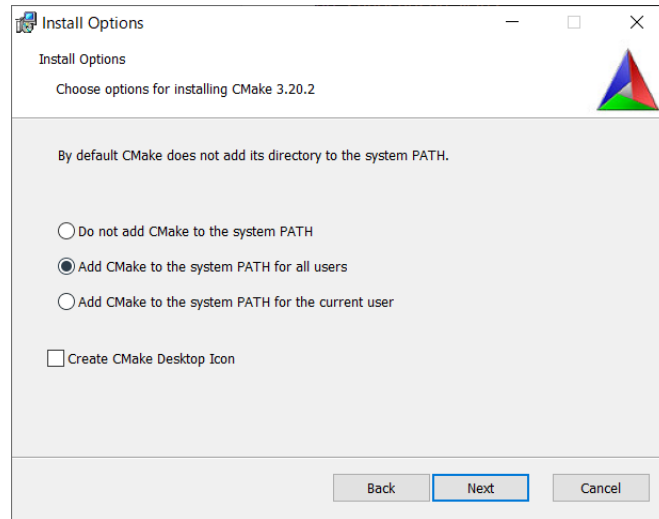 Install Options
Install Options
Choose options for installing CMake 3.20.2
By default CMake does not add its directory to the system PATH.
Do not add CMake to the system PATH
Add CMake to the system PATH for all users
Add CMake to the system PATH for the current user
Create CMake Desktop Icon
Back Next Cancel